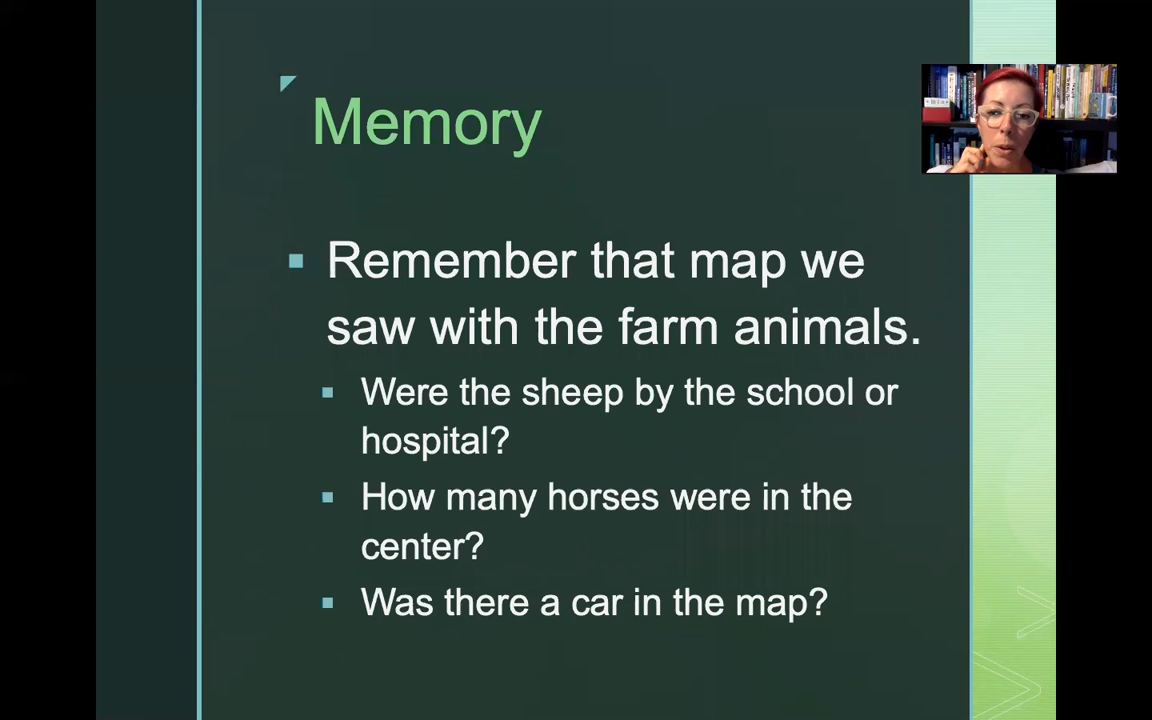 Memory
Remember that map we
saw with the farm animals.
Were the sheep by the school or
hospital?
How many horses were in the
center?
Was there a car in the map?